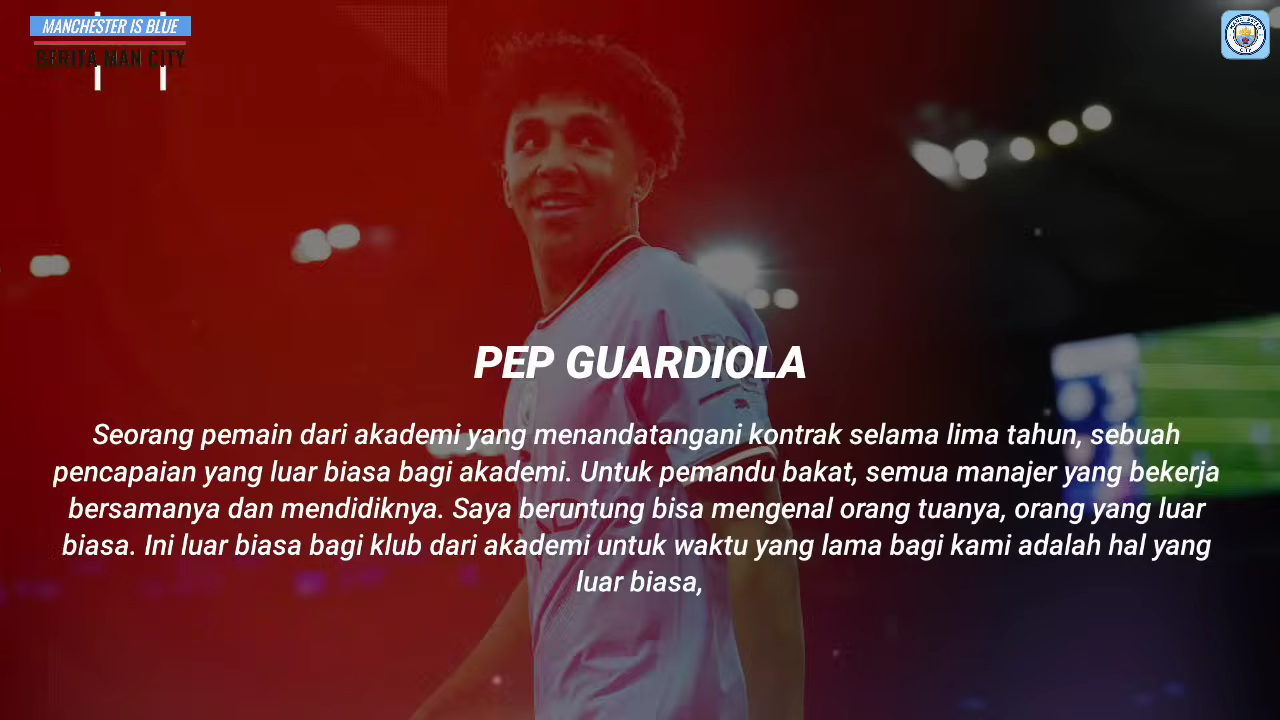 MANCHESTER IS BLUE
BERITA MAN CITY
PEP GUARDIOLA
Seorang pemain dari akademi yang menandatangani kontrak selama lima tahun, sebuah
pencapaian yang luar biasa bagi akademi. Untuk pemandu bakat, semua manajer yang bekerja
bersamanya dan mendidiknya. Saya beruntung bisa mengenal orang tuanya, orang yang luar
biasa. Ini luar biasa bagi klub dari akademi untuk waktu yang lama bagi kami adalah hal yang
luar biasa,